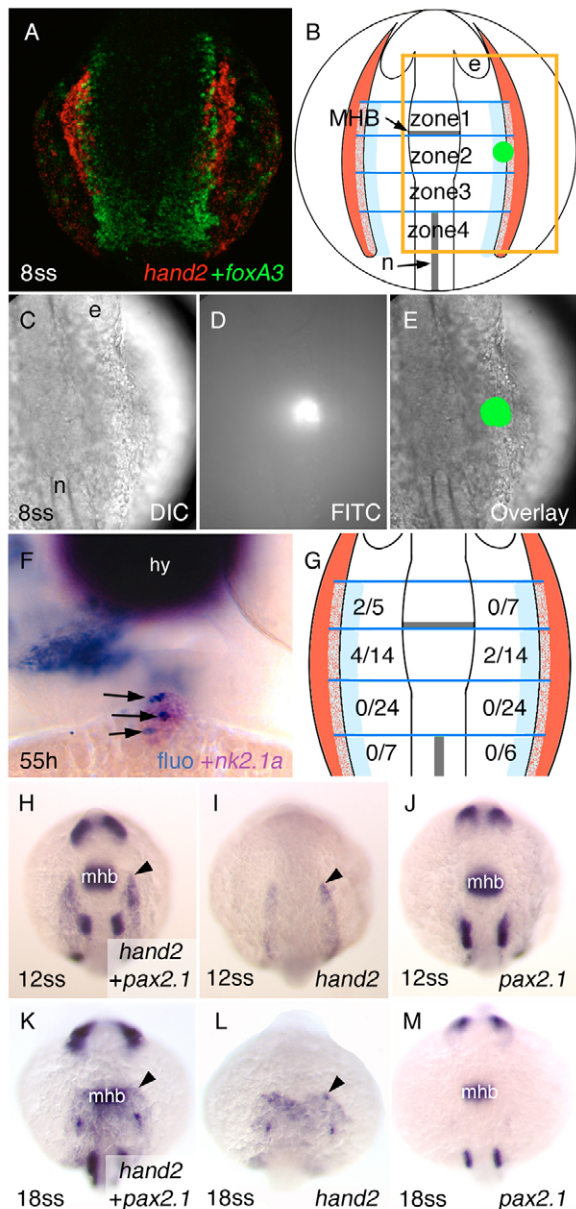 A
8ss
hand2 +foxA3
B
e
MHB
zone1
zone2
zone3
zone4
n
C
e
n
8ss
DIC
D
FITC
E
Overlay
F
hy
55h
fluo +nk2.1a
G
2/5
0/7
4/14
2/14
0/24
0/24
0/7
0/6
H
mhb
12ss
hand2
+pax2.1
I
12ss
hand2
J
mhb
12ss
pax2.1
K
mhb
18ss
hand2
+pax2.1
L
18ss
hand2
M
mhb
18ss
pax2.1